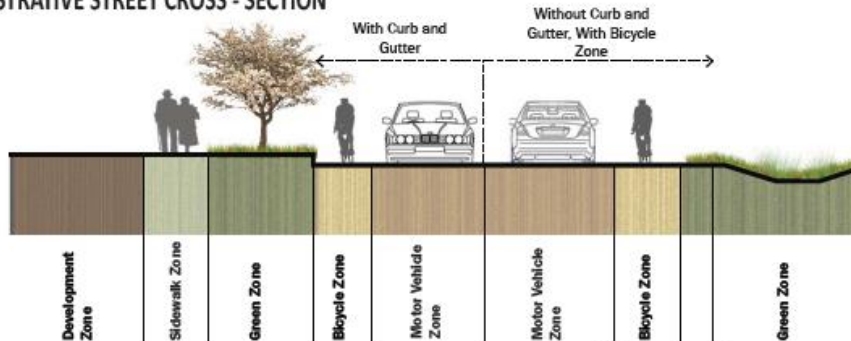 STRATIVE STREET CROSS - SECTION
With Curb and
Gutter
Without Curb and
Gutter, With Bicycle
Zone
Development
Zone
Sidewalk Zone
Green Zone
Bicycle Zone
Motor Vehicle
Zone
Motor Vehicle
Zone
Bicycle Zone
Green Zone